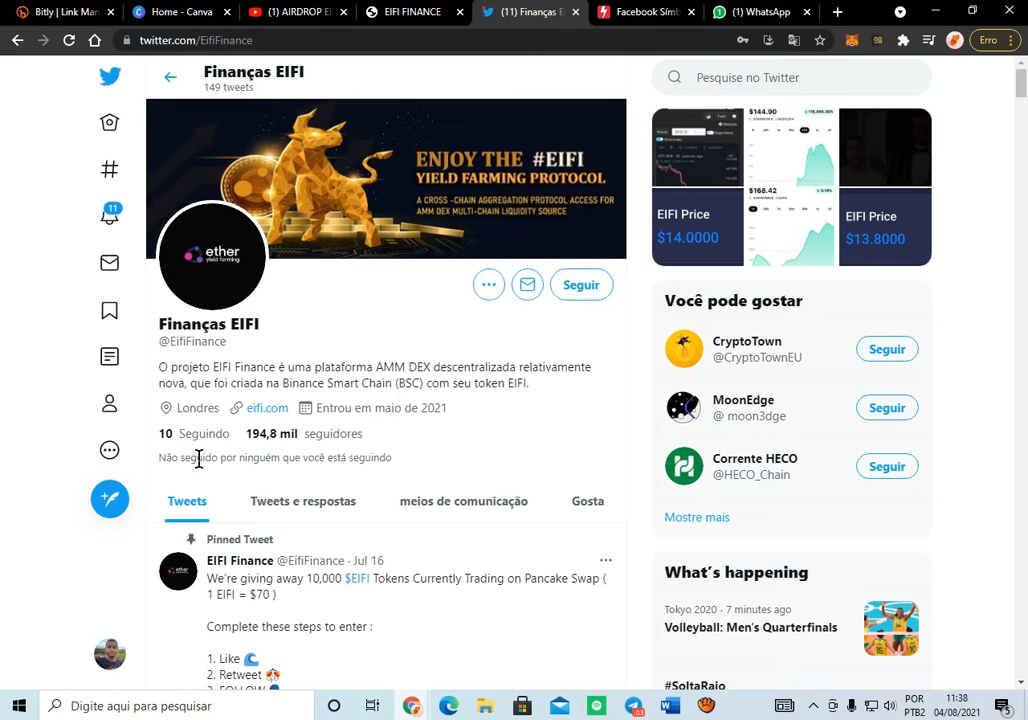 Bitly | Link Man
Home - Canva
(1) AIRDROP E
EIFI FINANCE
(11) Finanças E
Facebook Símb
(1) WhatsApp
twitter.com/EifiFinance
98
Erro
Finanças EIFI
149 tweets
Pesquise no Twitter
ENJOY THE #EIFI
YIELD FARMING PROTOCOL
A CROSS-CHAIN AGGREGATION PROTOCOL ACCESS FOR
AMM DEX MULTI-CHAIN LIQUIDITY SOURCE
ether
yield farming
$144.90
$168.42
EIFI Price
$14.0000
EIFI Price
$13.8000
11
Seguir
Finanças EIFI
@EifiFinance
O projeto EIFI Finance é uma plataforma AMM DEX descentralizada relativamente
nova, que foi criada na Binance Smart Chain (BSC) com seu token EIFI.
Londres eifi.com Entrou em maio de 2021
10 Seguindo 194,8 mil seguidores
Não seguido por ninguém que você está seguindo
Tweets Tweets e respostas meios de comunicação Gosta
Pinned Tweet
EIFI Finance @EifiFinance · Jul 16
We're giving away 10,000 $EIFI Tokens Currently Trading on Pancake Swap (
1 EIFI = $70 )
Complete these steps to enter :
1. Like
2. Retweet
3. FOLLOW
Você pode gostar
CryptoTown
@CryptoTownEU
Seguir
MoonEdge
@ moon3dge
Seguir
Corrente HECO
@HECO_Chain
Seguir
Mostre mais
What's happening
Tokyo 2020 · 7 minutes ago
Volleyball: Men's Quarterfinals
#SoltaRaio
Digite aqui para pesquisar
03
POR
PTB2
11:38
04/08/2021
5